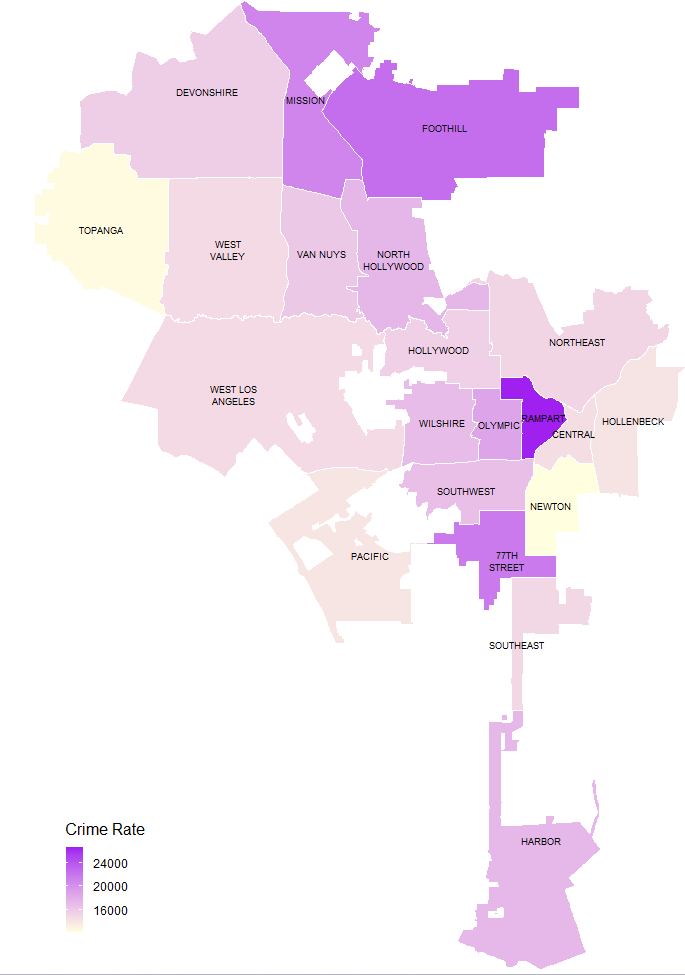 DEVONSHIRE
MISSION
FOOTHILL
TOPANGA
WEST
VALLEY
VAN NUYS
NORTH
HOLLYWOOD
HOLLYWOOD
NORTHEAST
WEST LOS
ANGELES
WILSHIRE
OLYMPIC
RAMPART
CENTRAL
HOLLENBECK
SOUTHWEST
NEWTON
PACIFIC
77TH
STREET
SOUTHEAST
HARBOR
Crime Rate
24000
20000
16000